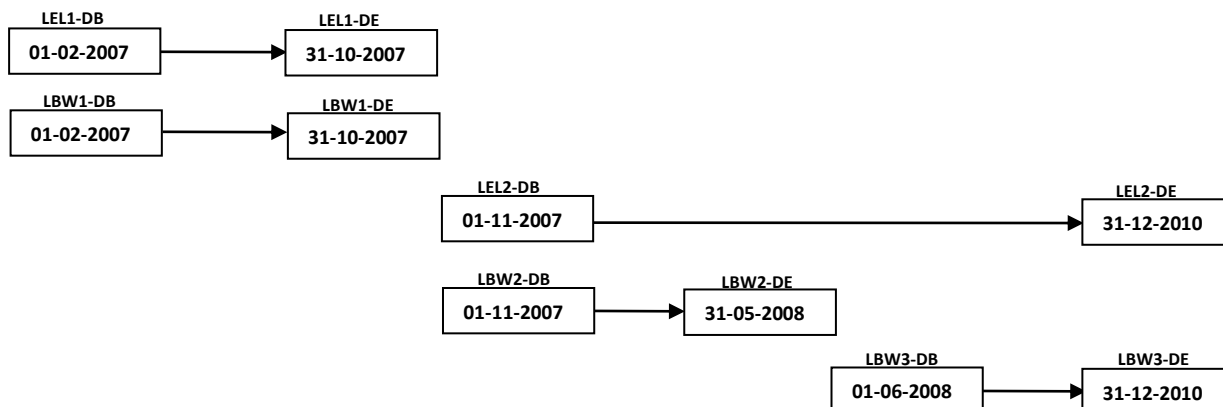 LEL1-DB LEL1-DE
01-02-2007 31-10-2007
LBW1-DB LBW1-DE
01-02-2007 31-10-2007
LEL2-DB LEL2-DE
01-11-2007 31-12-2010
LBW2-DB LBW2-DE
01-11-2007 31-05-2008
LBW3-DB LBW3-DE
01-06-2008 31-12-2010